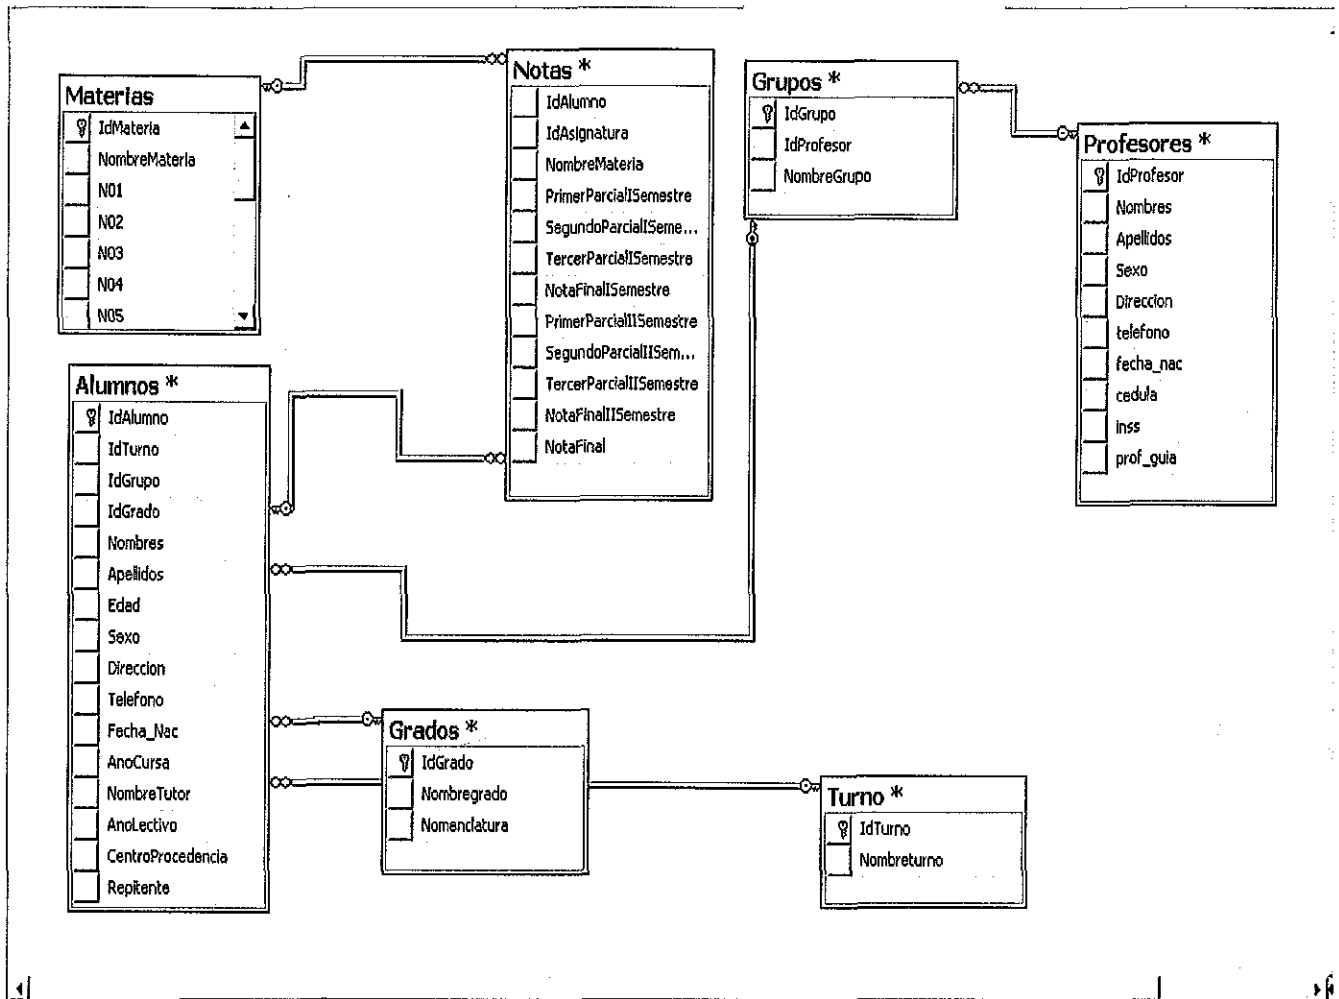 Materias
IdMateria
NombreMateria
N01
N02
N03
N04
N05
Notas *
IdAlumno
IdAsignatura
NombreMateria
PrimerParcialISemestre
SegundoParcialISeme...
TercerParcialISemestre
NotaFinalISemestre
PrimerParcialIISemestre
SegundoParcialIISem...
TercerParcialIISemestre
NotaFinalIISemestre
NotaFinal
Grupos *
IdGrupo
IdProfesor
NombreGrupo
Profesores *
IdProfesor
Nombres
Apellidos
Sexo
Direccion
telefono
fecha_nac
cedula
inss
prof_guia
Alumnos *
IdAlumno
IdTurno
IdGrupo
IdGrado
Nombres
Apellidos
Edad
Sexo
Direccion
Telefono
Fecha_Nac
AnoCursa
NombreTutor
AnoLectivo
CentroProcedencia
Repitente
Grados *
IdGrado
Nombregrado
Nomenclatura
Turno *
IdTurno
Nombreturno